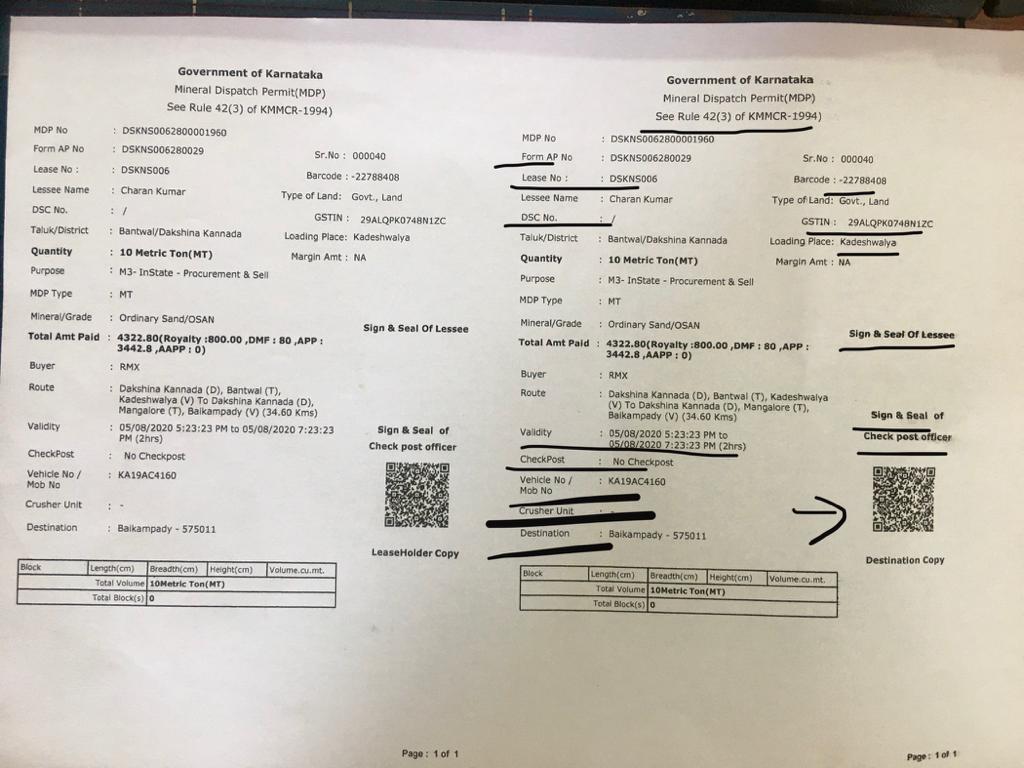 Government of Karnataka
Mineral Dispatch Permit(MDP)
See Rule 42(3) of KMMCR-1994)
MDP No : DSKNS0062800001960
Form AP No : DSKNS006280029
Sr.No : 000040
Lease No : : DSKNS006
Barcode : -22788408
Lessee Name : Charan Kumar
Type of Land: Govt., Land
DSC No. : /
GSTIN : 29ALQPK0748N1ZC
Taluk/District : Bantwal/Dakshina Kannada
Loading Place: Kadeshwalya
Quantity : 10 Metric Ton(MT)
Margin Amt : NA
Purpose : M3- InState - Procurement & Sell
MDP Type : MT
Mineral/Grade : Ordinary Sand/OSAN
Sign & Seal Of Lessee
Total Amt Paid : 4322.80(Royalty :800.00 ,DMF : 80 ,APP :
3442.8 ,AAPP : 0)
Buyer : RMX
Route : Dakshina Kannada (D), Bantwal (T),
Kadeshwalya (V) To Dakshina Kannada (D),
Mangalore (T), Baikampady (V) (34.60 Kms)
Validity : 05/08/2020 5:23:23 PM to 05/08/2020 7:23:23
PM (2hrs)
Sign & Seal of
Check post officer
CheckPost : No Checkpost
Vehicle No / : KA19AC4160
Mob No
Crusher Unit : -
Destination : Baikampady - 575011
LeaseHolder Copy
Block Length(cm) Breadth(cm) Height(cm) Volume.cu.mt.
Total Volume 10Metric Ton(MT)
Total Block(s) 0
Page : 1 of 1
Government of Karnataka
Mineral Dispatch Permit(MDP)
See Rule 42(3) of KMMCR-1994)
MDP No : DSKNS0062800001960
Form AP No : DSKNS006280029
Sr.No : 000040
Lease No : : DSKNS006
Barcode : -22788408
Lessee Name : Charan Kumar
Type of Land: Govt., Land
DSC No. : /
GSTIN : 29ALQPK0748N1ZC
Taluk/District : Bantwal/Dakshina Kannada
Loading Place: Kadeshwalya
Quantity : 10 Metric Ton(MT)
Margin Amt : NA
Purpose : M3- InState - Procurement & Sell
MDP Type : MT
Mineral/Grade : Ordinary Sand/OSAN
Sign & Seal Of Lessee
Total Amt Paid : 4322.80(Royalty :800.00 ,DMF : 80 ,APP :
3442.8 ,AAPP : 0)
Buyer : RMX
Route : Dakshina Kannada (D), Bantwal (T), Kadeshwalya
(V) To Dakshina Kannada (D), Mangalore (T),
Baikampady (V) (34.60 Kms)
Sign & Seal of
Check post officer
Validity : 05/08/2020 5:23:23 PM to
05/08/2020 7:23:23 PM (2hrs)
CheckPost : No Checkpost
Vehicle No / : KA19AC4160
Mob No
Crusher Unit : -
Destination : Baikampady - 575011
Destination Copy
Block Length(cm) Breadth(cm) Height(cm) Volume.cu.mt.
Total Volume 10Metric Ton(MT)
Total Block(s) 0
Page : 1 of 1